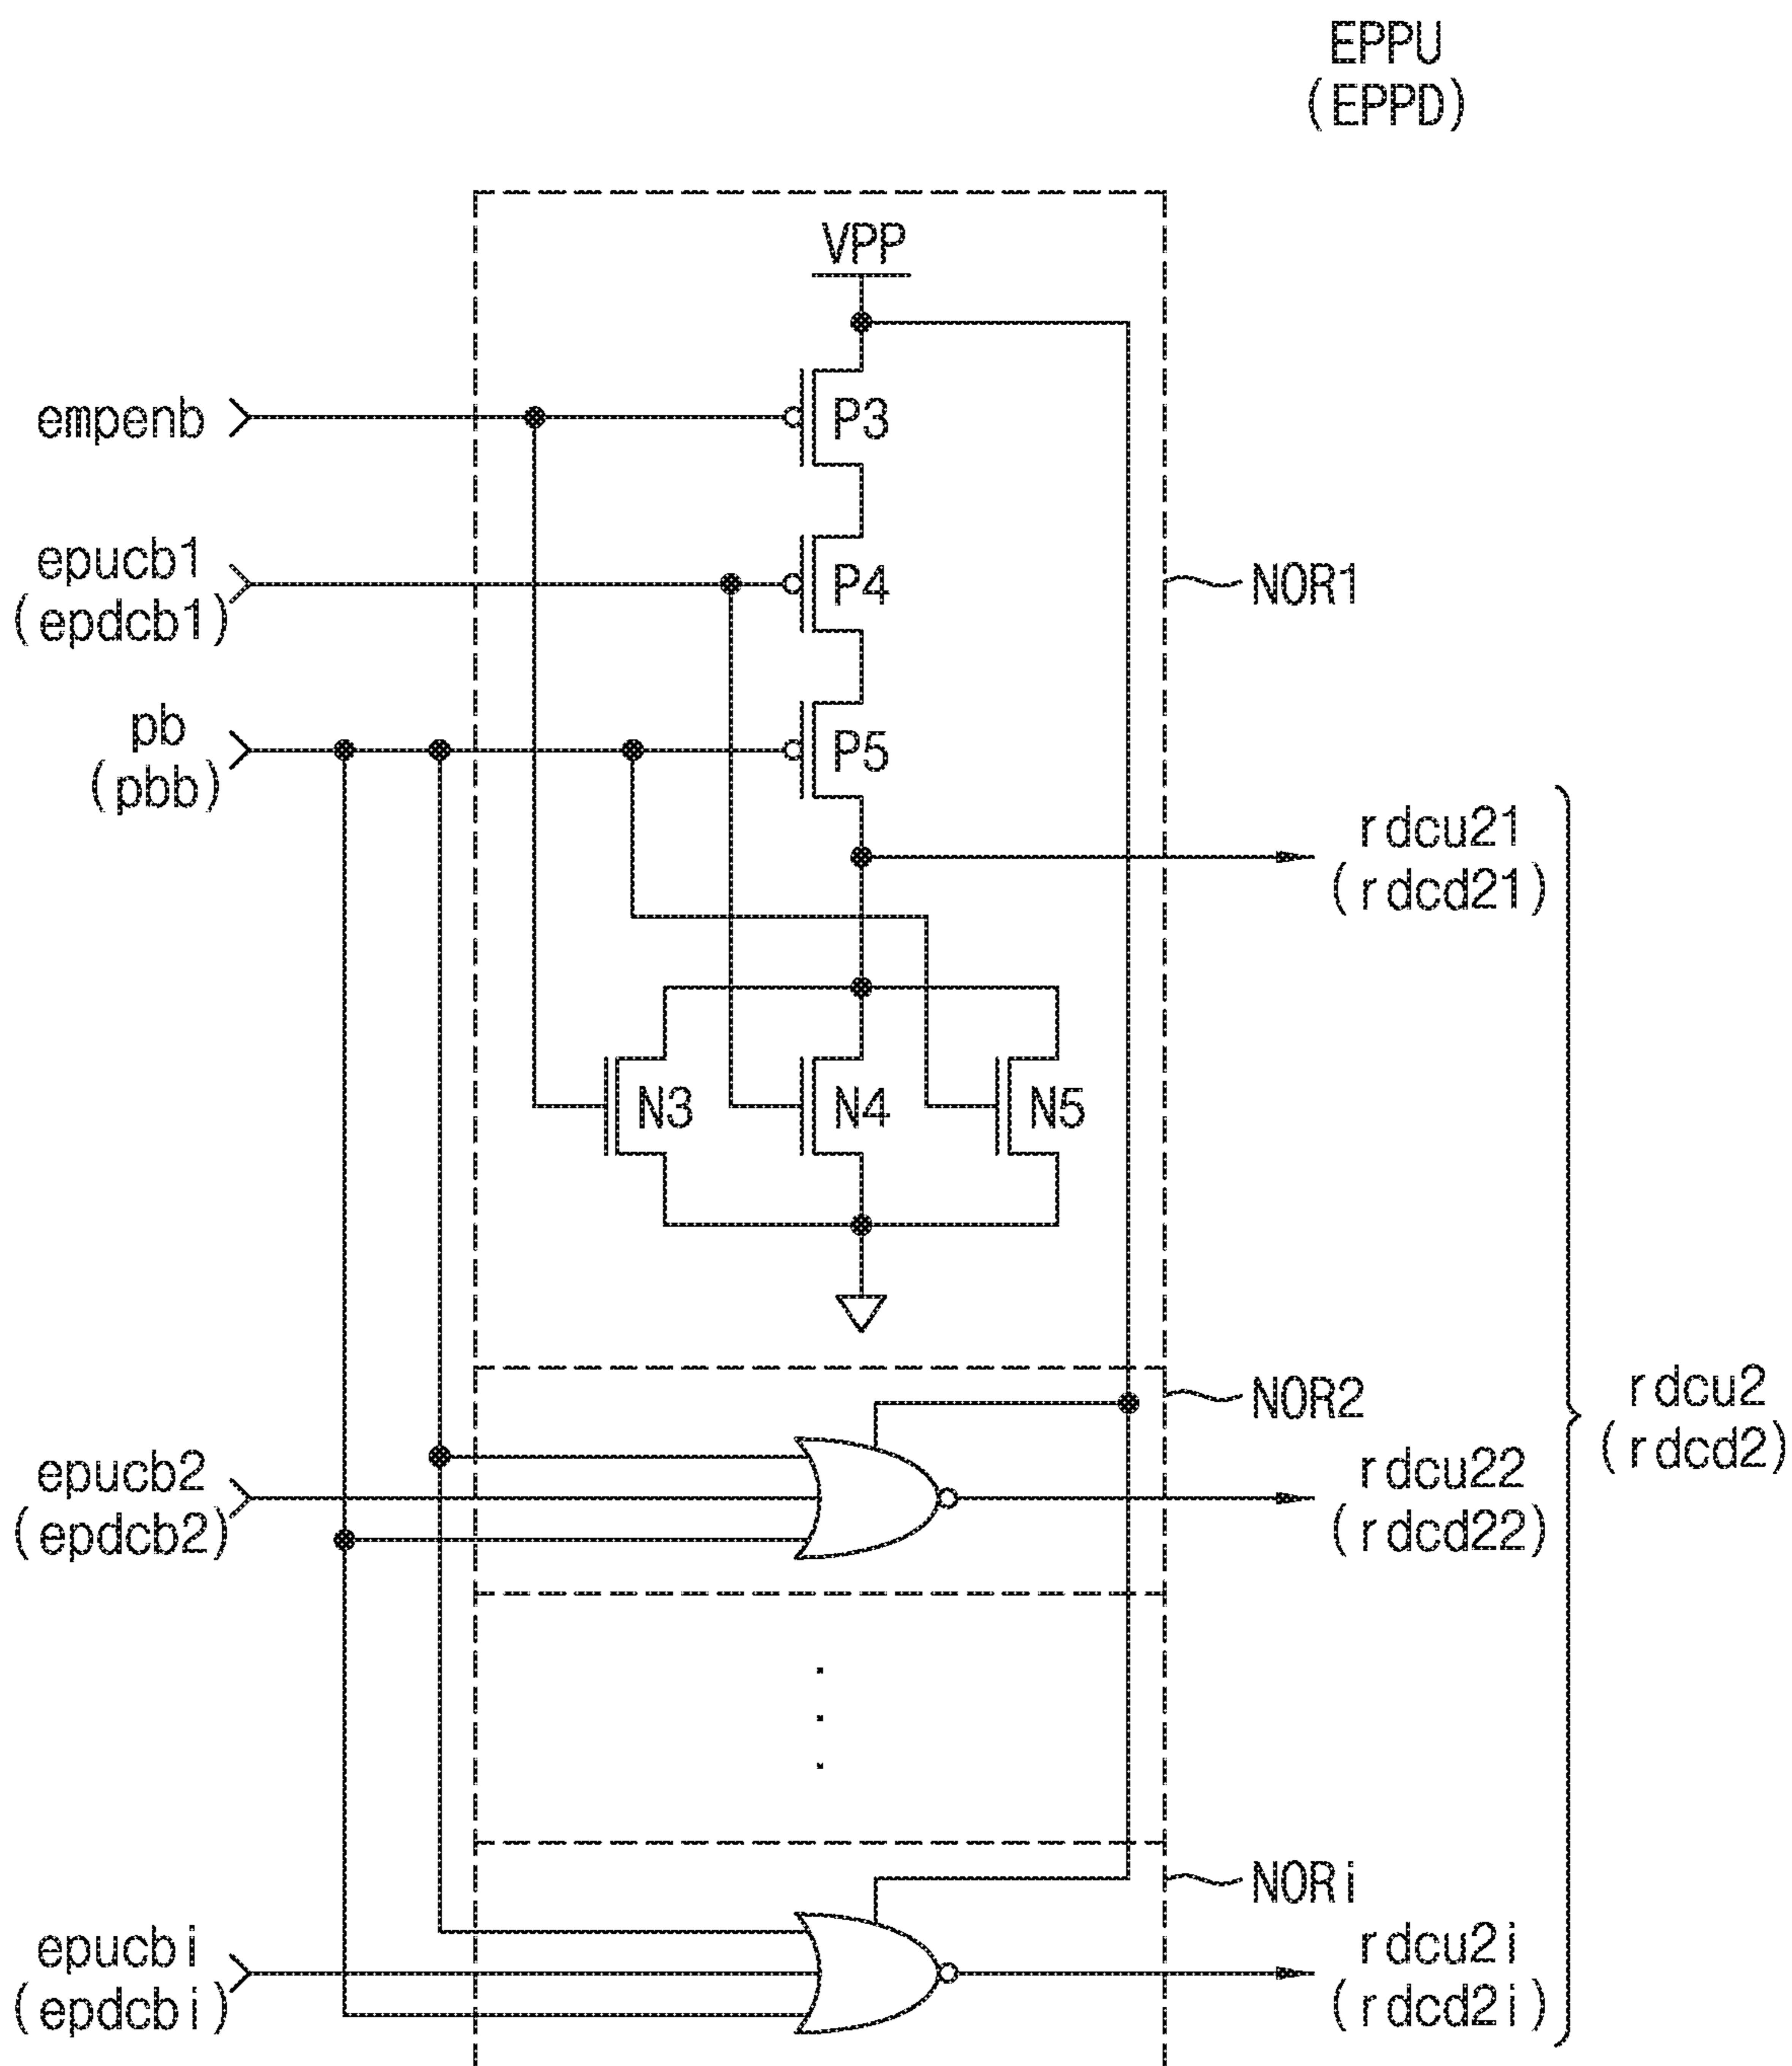 EPPU
(EPPD)
VPP
empenb
P3
epucb1
(epdcb1)
P4
NOR1
pb
(pbb)
P5
rdcu21
(rdcd21)
N3
N4
N5
NOR2
rdcu2
(rdcd2)
epucb2
(epdcb2)
rdcu22
(rdcd22)
NORi
epucbi
(epdcbi)
rdcu2i
(rdcd2i)